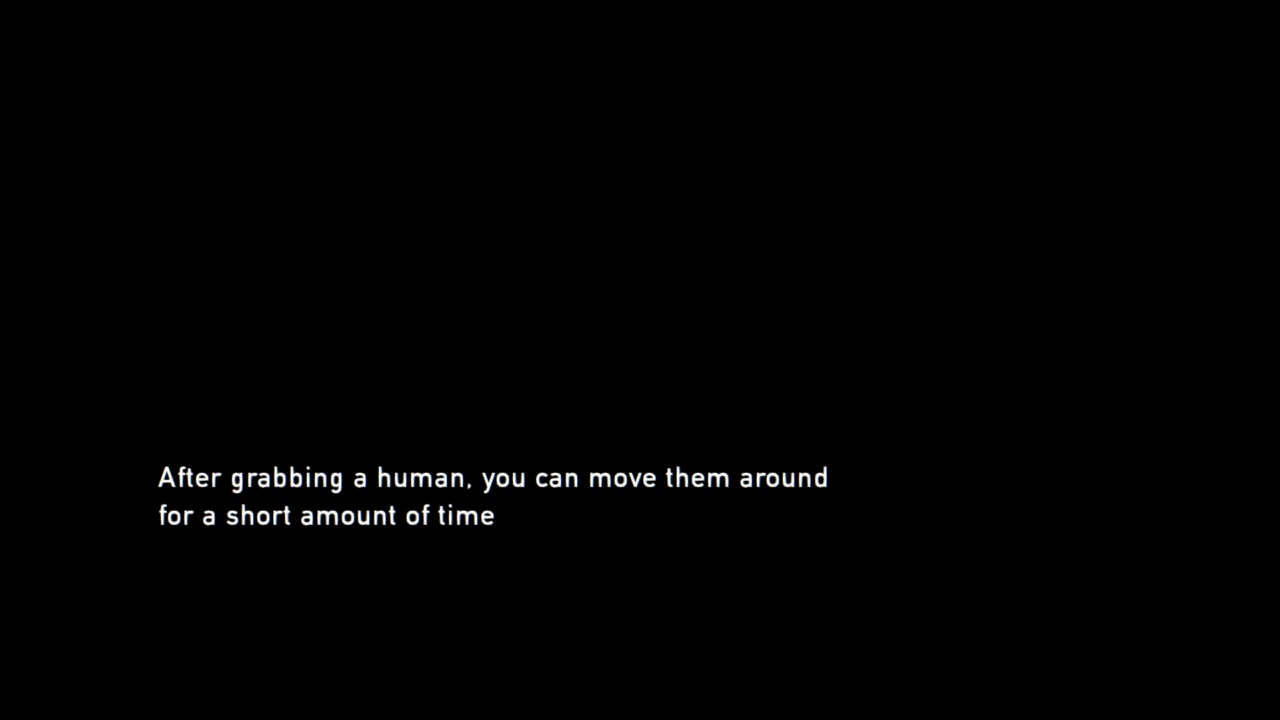 After grabbing a human, you can move them around
for a short amount of time